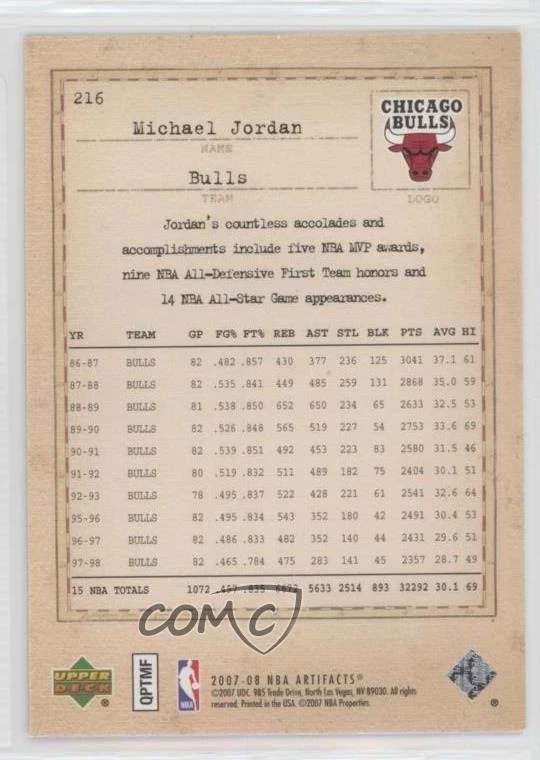 216
CHICAGO
BULLS
Michael Jordan
NAME
Bulls
TEAM
LOGO
Jordan's countless accolades and
accomplishments include five NBA MVP awards,
nine NBA All-Defensive First Team honors and
14 NBA All-Star Game appearances.
YR TEAM GP FG% FT% REB AST STL BLK PTS AVG HI
86-87 BULLS 82 .482 .857 430 377 236 125 3041 37.1 61
87-88 BULLS 82 .535 .841 449 485 259 131 2868 35.0 59
88-89 BULLS 81 .538 .850 652 650 234 65 2633 32.5 53
89-90 BULLS 82 .526 .848 565 519 227 54 2753 33.6 69
90-91 BULLS 82 .539 .851 492 453 223 83 2580 31.5 46
91-92 BULLS 80 .519 .832 511 489 182 75 2404 30.1 51
92-93 BULLS 78 .495 .837 522 428 221 61 2541 32.6 64
95-96 BULLS 82 .495 .834 543 352 180 42 2491 30.4 53
96-97 BULLS 82 .486 .833 482 352 140 44 2431 29.6 51
97-98 BULLS 82 .465 .784 475 283 141 45 2357 28.7 49
15 NBA TOTALS 1072 .497 .835 6672 5633 2514 893 32292 30.1 69
COMC
UPPER
DECK
®
QPTMF
NBA
2007-08 NBA ARTIFACTS®
©2007 UDC. 985 Trade Drive, North Las Vegas, NV 89030. All rights
reserved. Printed in the USA. ©2007 NBA Properties.
®